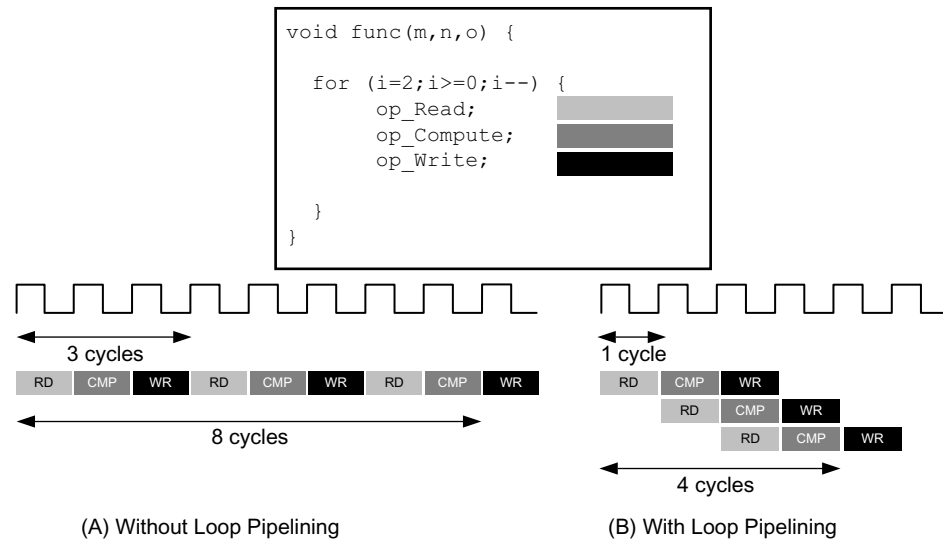 void func(m,n,o) {
for (i=2;i>=0;i--) {
op_Read;
op_Compute;
op_Write;
}
}
3 cycles
RD CMP WR RD CMP WR RD CMP WR
8 cycles
(A) Without Loop Pipelining
1 cycle
RD CMP WR
RD CMP WR
RD CMP WR
4 cycles
(B) With Loop Pipelining